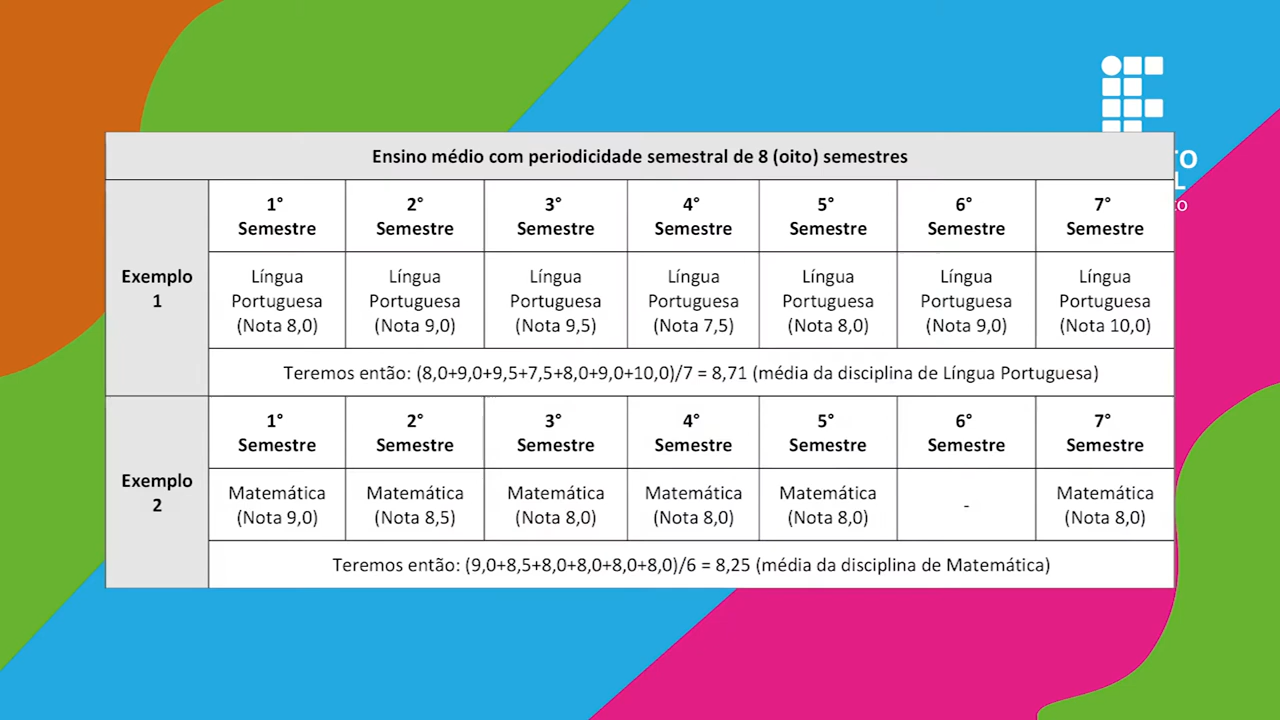 Ensino médio com periodicidade semestral de 8 (oito) semestres
Exemplo
1
1°
Semestre
2°
Semestre
3°
Semestre
4°
Semestre
5°
Semestre
6°
Semestre
7°
Semestre
Língua
Portuguesa
(Nota 8,0)
Língua
Portuguesa
(Nota 9,0)
Língua
Portuguesa
(Nota 9,5)
Língua
Portuguesa
(Nota 7,5)
Língua
Portuguesa
(Nota 8,0)
Língua
Portuguesa
(Nota 9,0)
Língua
Portuguesa
(Nota 10,0)
Teremos então: (8,0+9,0+9,5+7,5+8,0+9,0+10,0)/7 = 8,71 (média da disciplina de Língua Portuguesa)
Exemplo
2
1°
Semestre
2°
Semestre
3°
Semestre
4°
Semestre
5°
Semestre
6°
Semestre
7°
Semestre
Matemática
(Nota 9,0)
Matemática
(Nota 8,5)
Matemática
(Nota 8,0)
Matemática
(Nota 8,0)
Matemática
(Nota 8,0)
-
Matemática
(Nota 8,0)
Teremos então: (9,0+8,5+8,0+8,0+8,0+8,0)/6 = 8,25 (média da disciplina de Matemática)